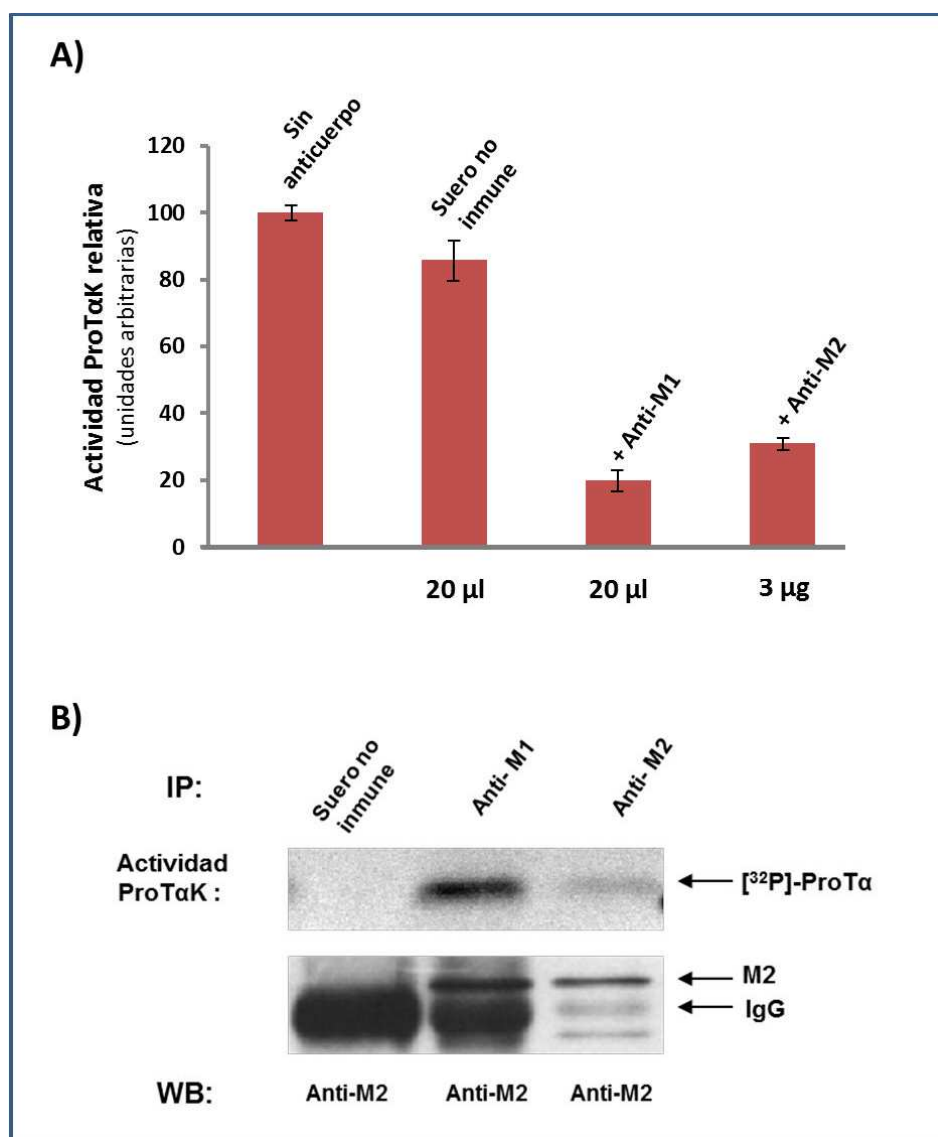 A)
Sin
anticuerpo
Suero no
inmune
+ Anti-M1
+ Anti-M2
Actividad ProTαK relativa
(unidades arbitrarias)
120
100
80
60
40
20
0
20 µl
20 µl
3 µg
B)
IP:
Suero no
inmune
Anti- M1
Anti- M2
Actividad
ProTαK :
[³²P]-ProTα
M2
IgG
WB:
Anti-M2
Anti-M2
Anti-M2